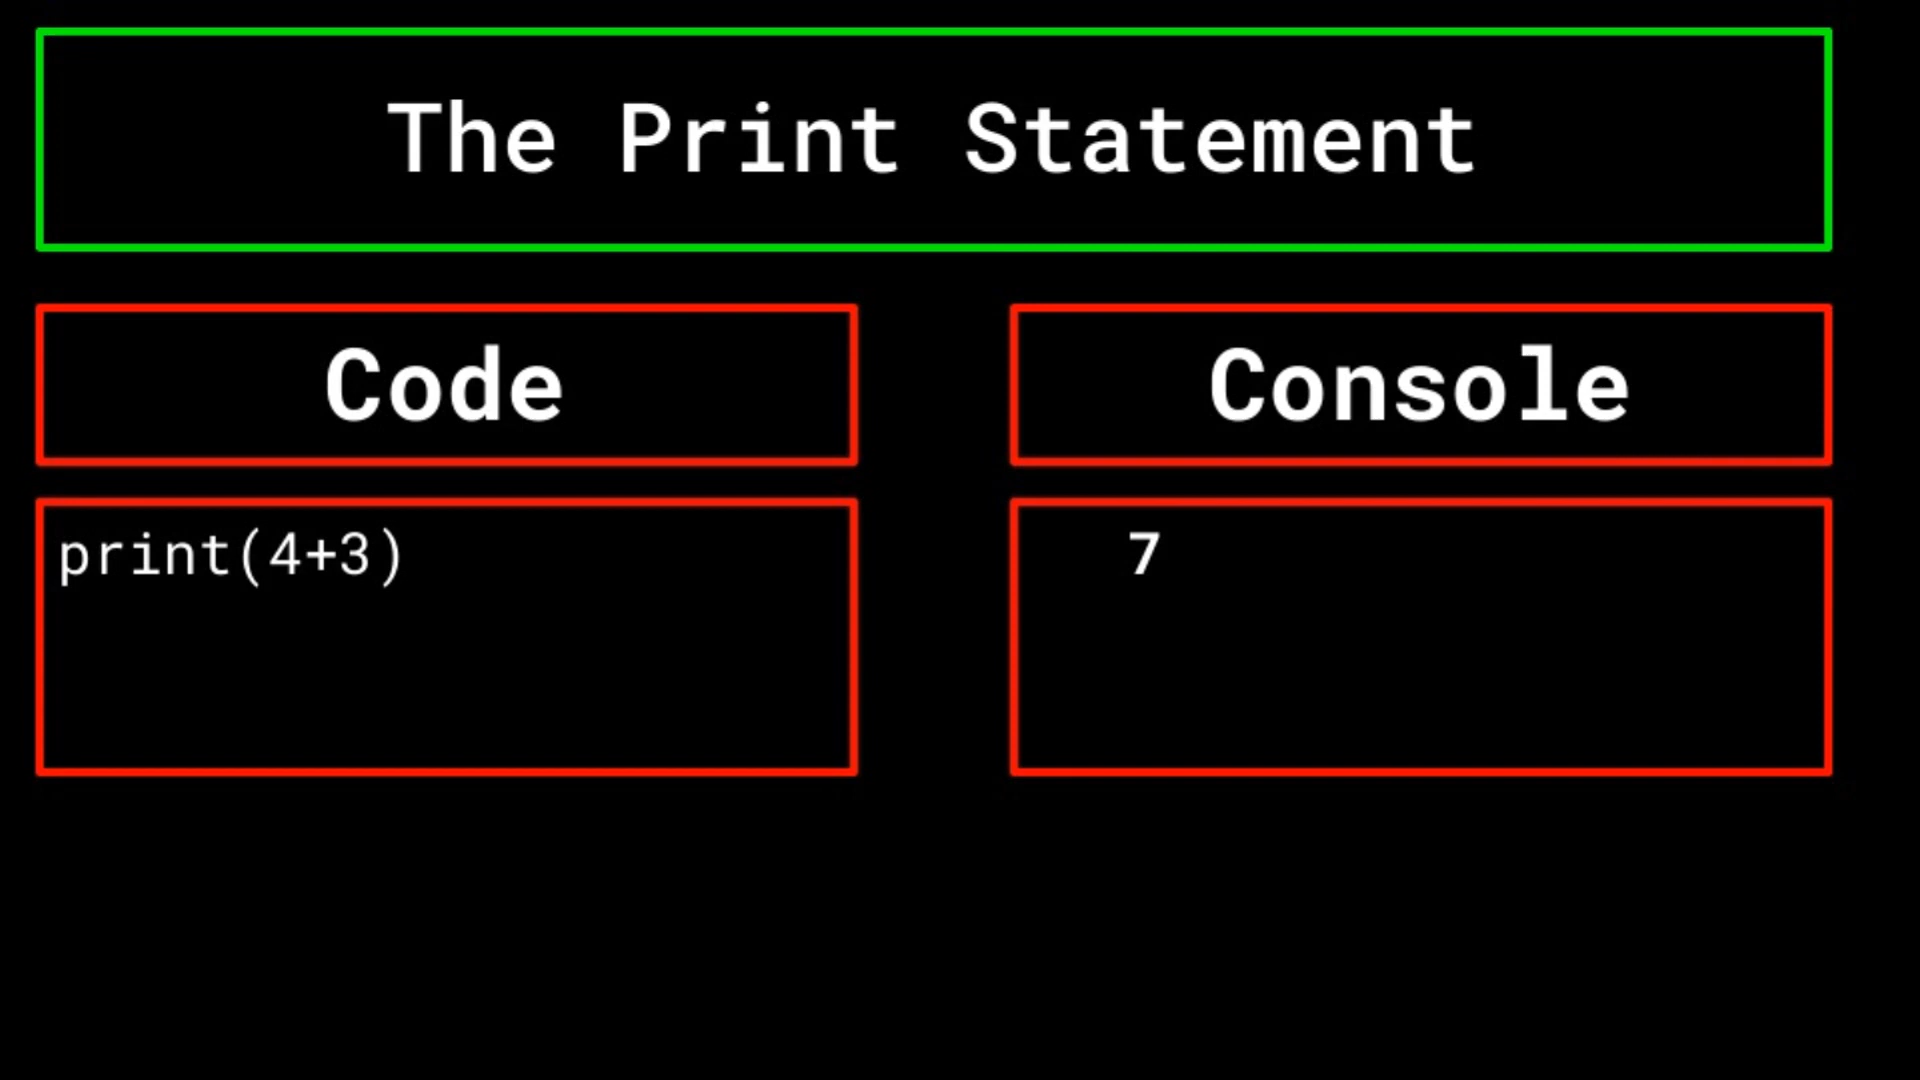 The Print Statement
Code
Console
print(4+3)
7